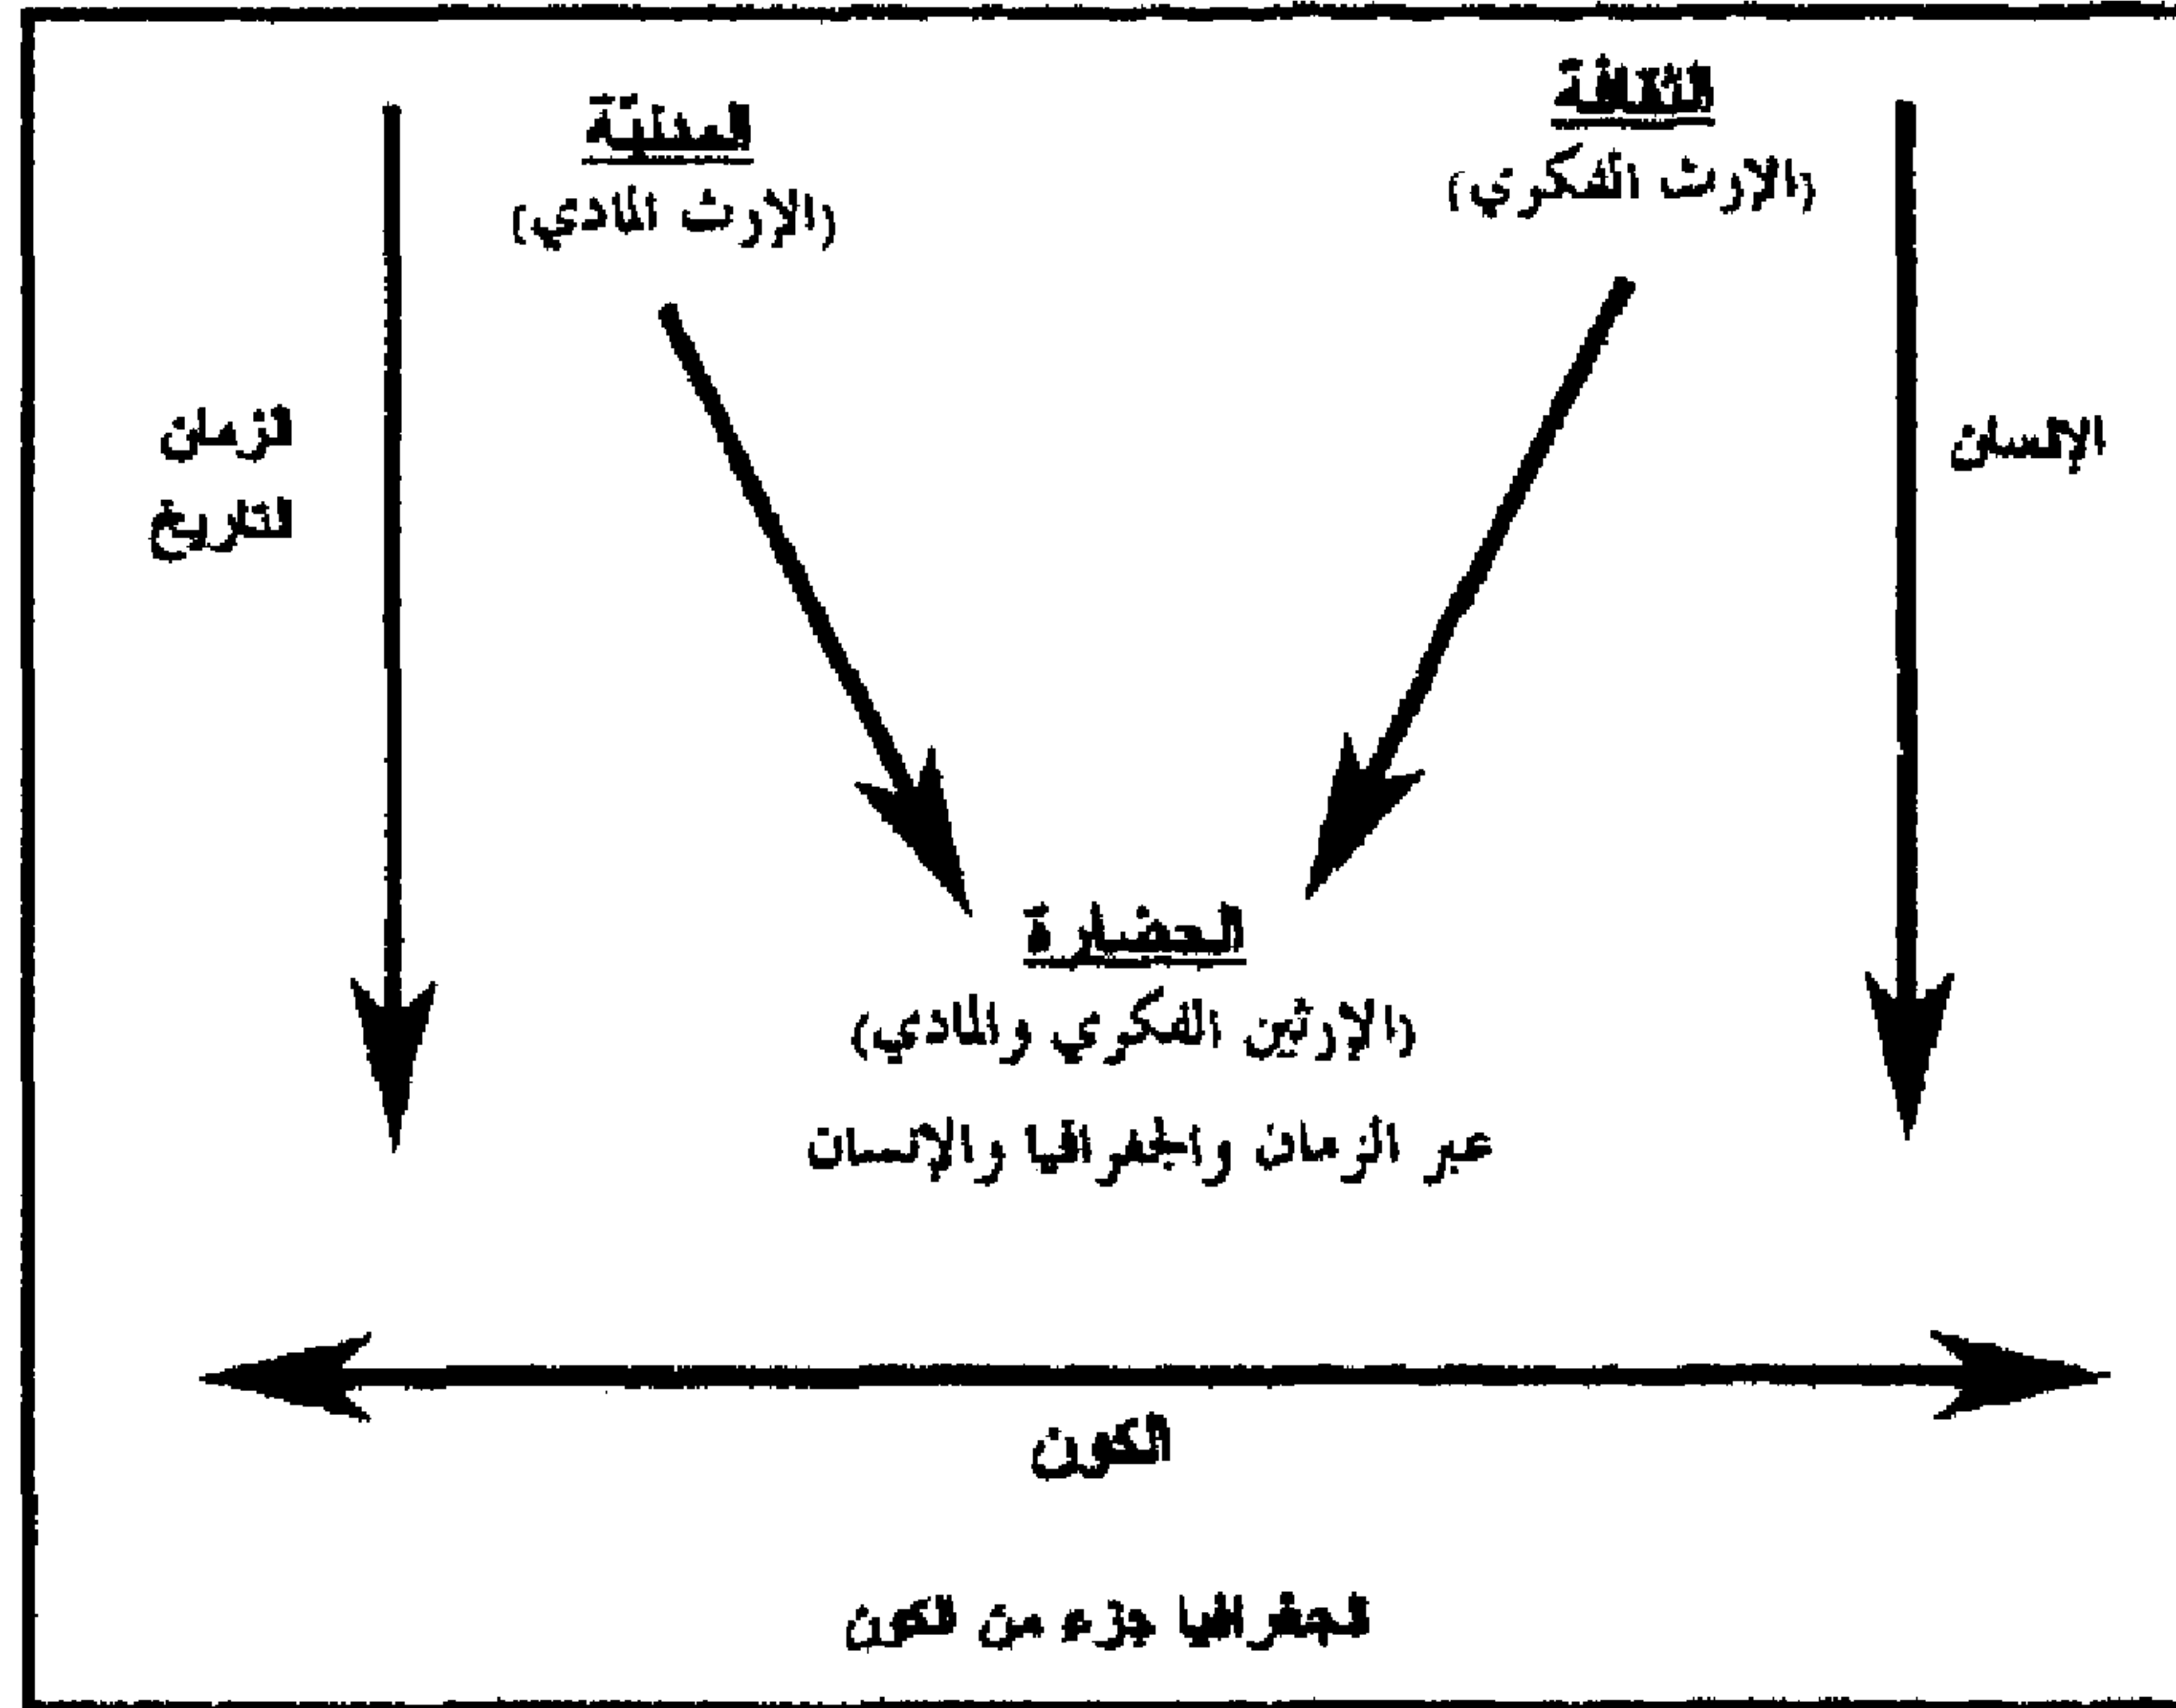 الثقافة
(الارث الفكري)
المدنية
(الارث المادي)
الإنسان
الزمان
التاريخ
الحضارة
(الارثين الفكري والمادي)
عبر الزمان والجغرافيا والإنسان
الكون
الجغرافيا جزء من الكون